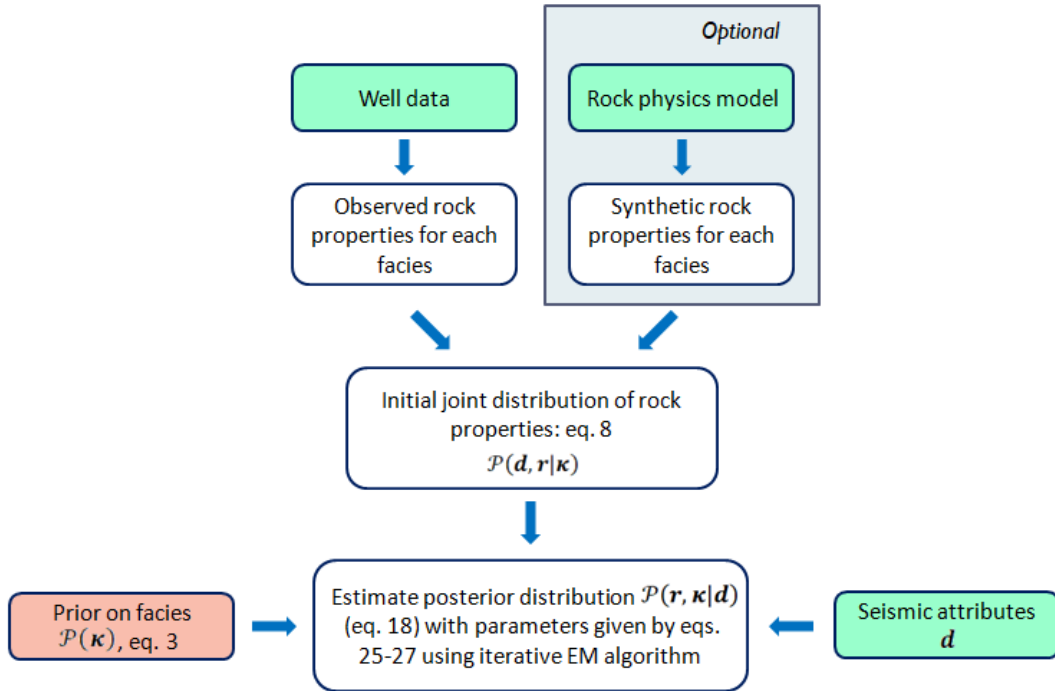 Optional
Well data
Rock physics model
Observed rock
properties for each
facies
Synthetic rock
properties for each
facies
Initial joint distribution of rock
properties: eq. 8
𝒫(𝒅, 𝒓|𝜿)
Prior on facies
𝒫(𝜿), eq. 3
Estimate posterior distribution 𝒫(𝒓, 𝜿|𝒅)
(eq. 18) with parameters given by eqs.
25-27 using iterative EM algorithm
Seismic attributes
𝒅